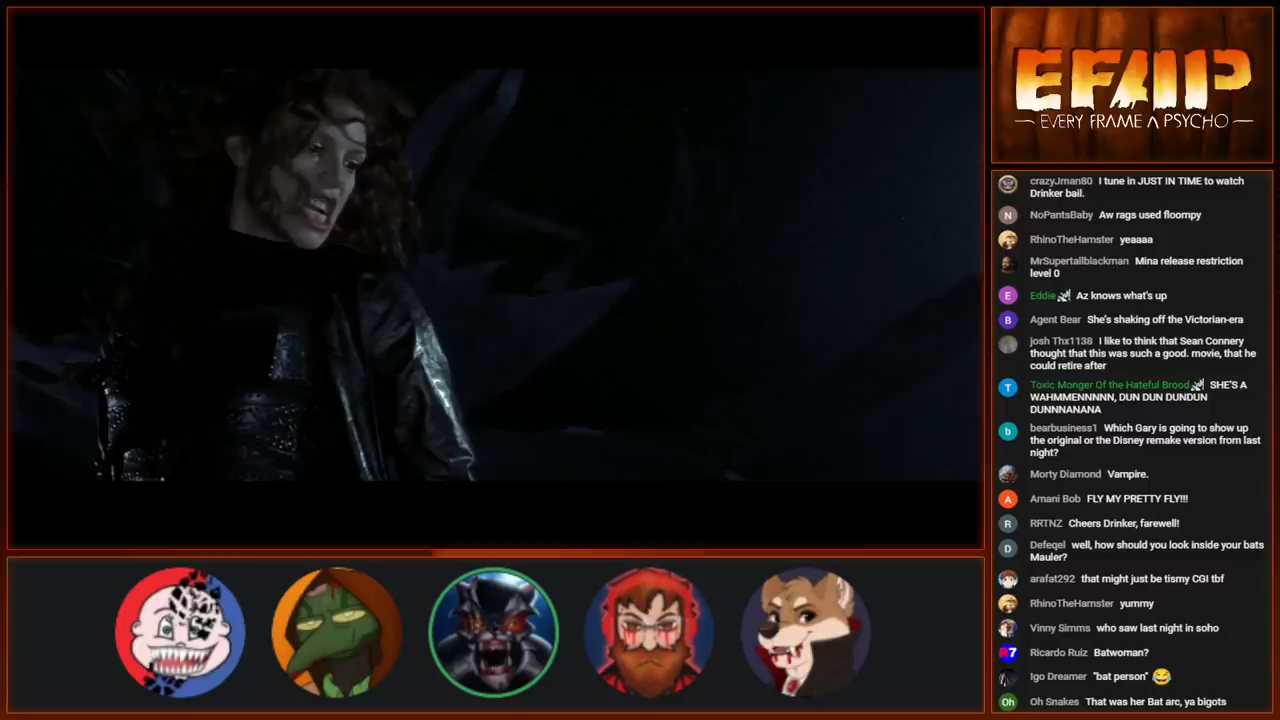 EFAP
EVERY FRAME A PSYCHO
crazyJman80 I tune in JUST IN TIME to watch
Drinker bail.
N NoPantsBaby Aw rags used floompy
RhinoTheHamster yeaaaa
MrSupertallblackman Mina release restriction
level 0
E Eddie Az knows what's up
B Agent Bear She's shaking off the Victorian-era
josh Thx1138 I like to think that Sean Connery
thought that this was such a good. movie, that he
could retire after
Toxic Monger Of the Hateful Brood SHE'S A
T WAHMMENNNNN, DUN DUN DUNDUN
DUNNNANANA
bearbusiness1 Which Gary is going to show up
b the original or the Disney remake version from last
night?
Morty Diamond Vampire.
A Amani Bob FLY MY PRETTY FLY!!!
R RRTNZ Cheers Drinker, farewell!
D Defeqel well, how should you look inside your bats
Mauler?
arafat292 that might just be tismy CGI tbf
RhinoTheHamster yummy
Vinny Simms who saw last night in soho
R7 Ricardo Ruiz Batwoman?
Igo Dreamer "bat person" 😂
Oh Oh Snakes That was her Bat arc, ya bigots